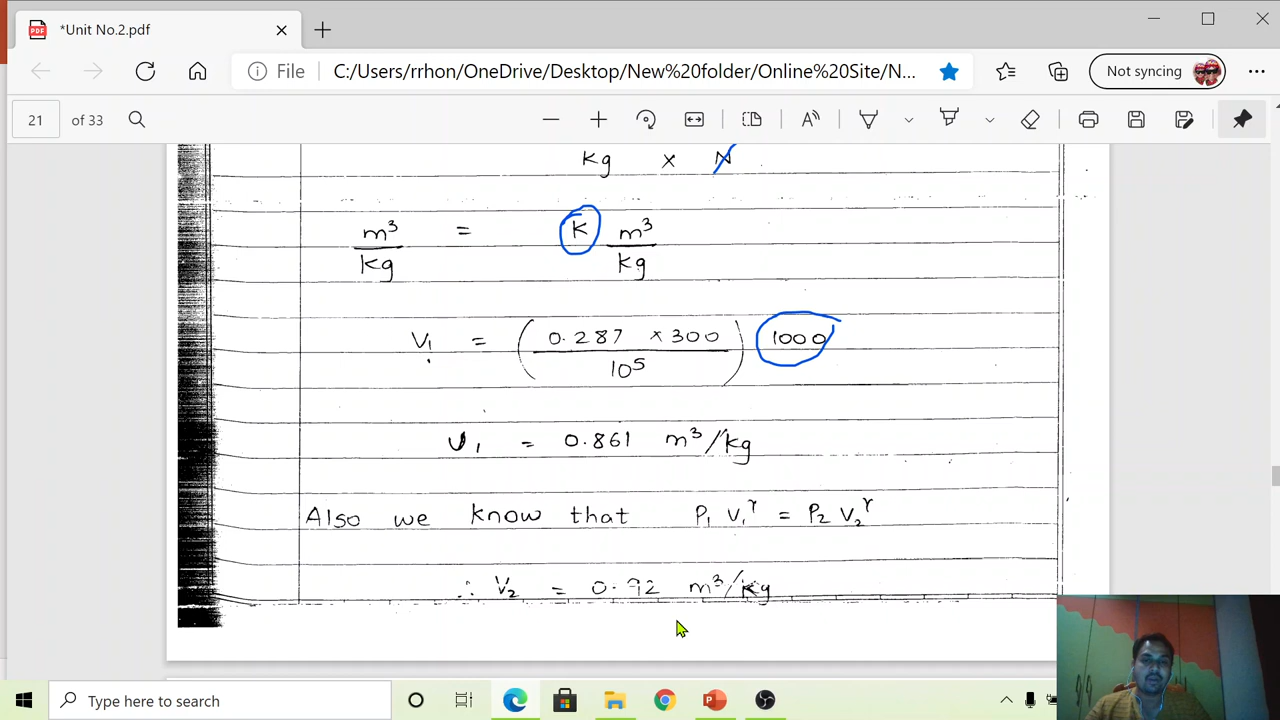 *Unit No.2.pdf
File C:/Users/rrhon/OneDrive/Desktop/New%20folder/Online%20Site/N... Not syncing
21 of 33
Kg x N
m³/kg = K m³/kg
V₁ = (0.287 × 300 / 10⁵) 1000
v₁ = 0.861 m³/kg
Also we know that P₁ V₁^γ = P₂ V₂^γ
∴ V₂ = 0.92 m³/kg
Type here to search